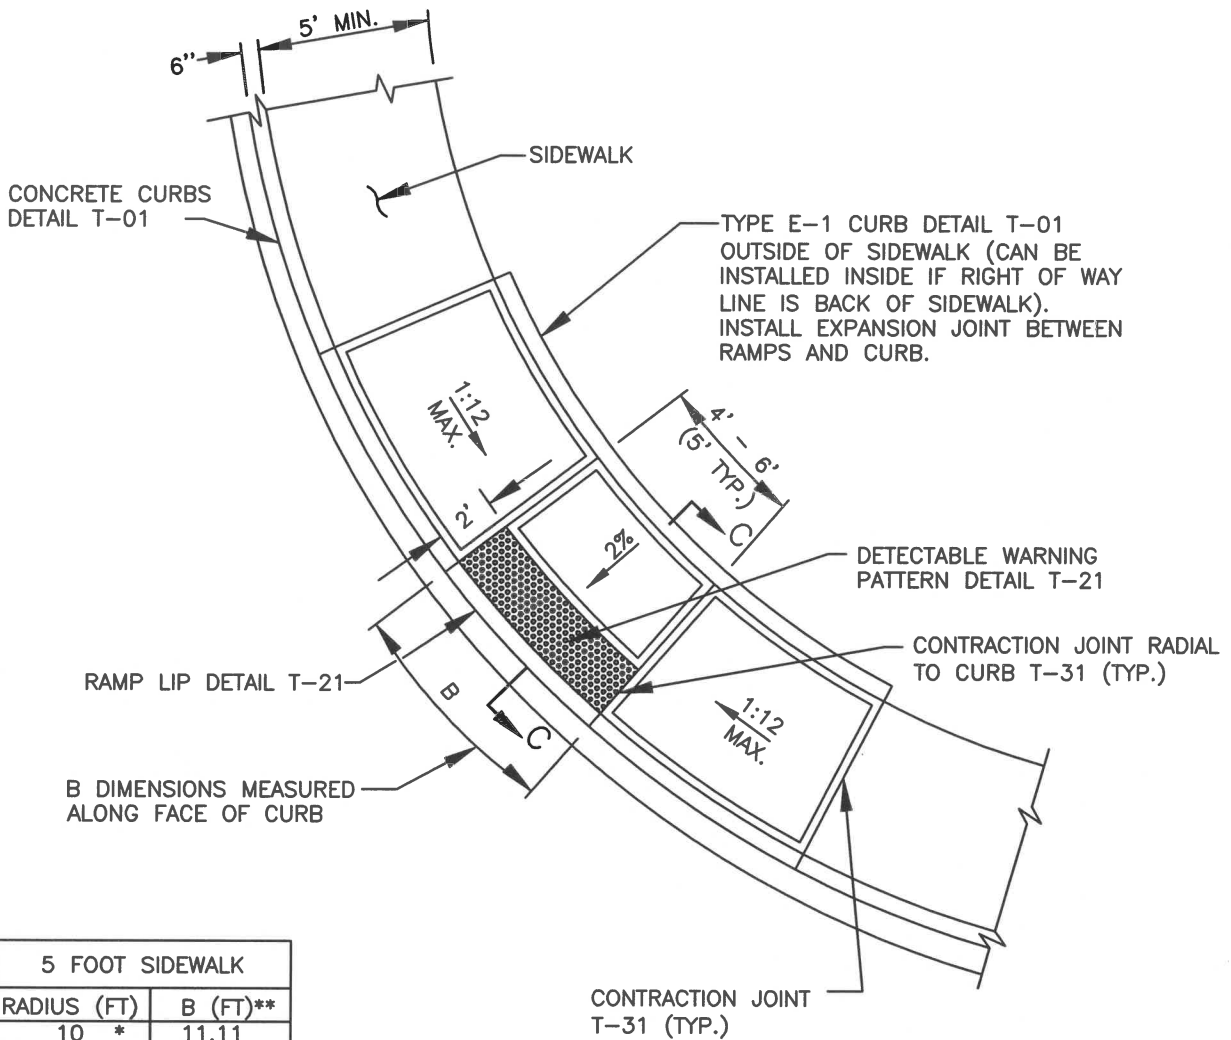 5' MIN.
6"
SIDEWALK
CONCRETE CURBS
DETAIL T-01
TYPE E-1 CURB DETAIL T-01
OUTSIDE OF SIDEWALK (CAN BE
INSTALLED INSIDE IF RIGHT OF WAY
LINE IS BACK OF SIDEWALK).
INSTALL EXPANSION JOINT BETWEEN
RAMPS AND CURB.
1:12
MAX.
4' - 6'
(5' TYP.)
2'
C
2%
DETECTABLE WARNING
PATTERN DETAIL T-21
CONTRACTION JOINT RADIAL
TO CURB T-31 (TYP.)
RAMP LIP DETAIL T-21
B
C
1:12
MAX.
B DIMENSIONS MEASURED
ALONG FACE OF CURB
CONTRACTION JOINT
T-31 (TYP.)
5 FOOT SIDEWALK
RADIUS (FT) B (FT)**
10 * 11.11